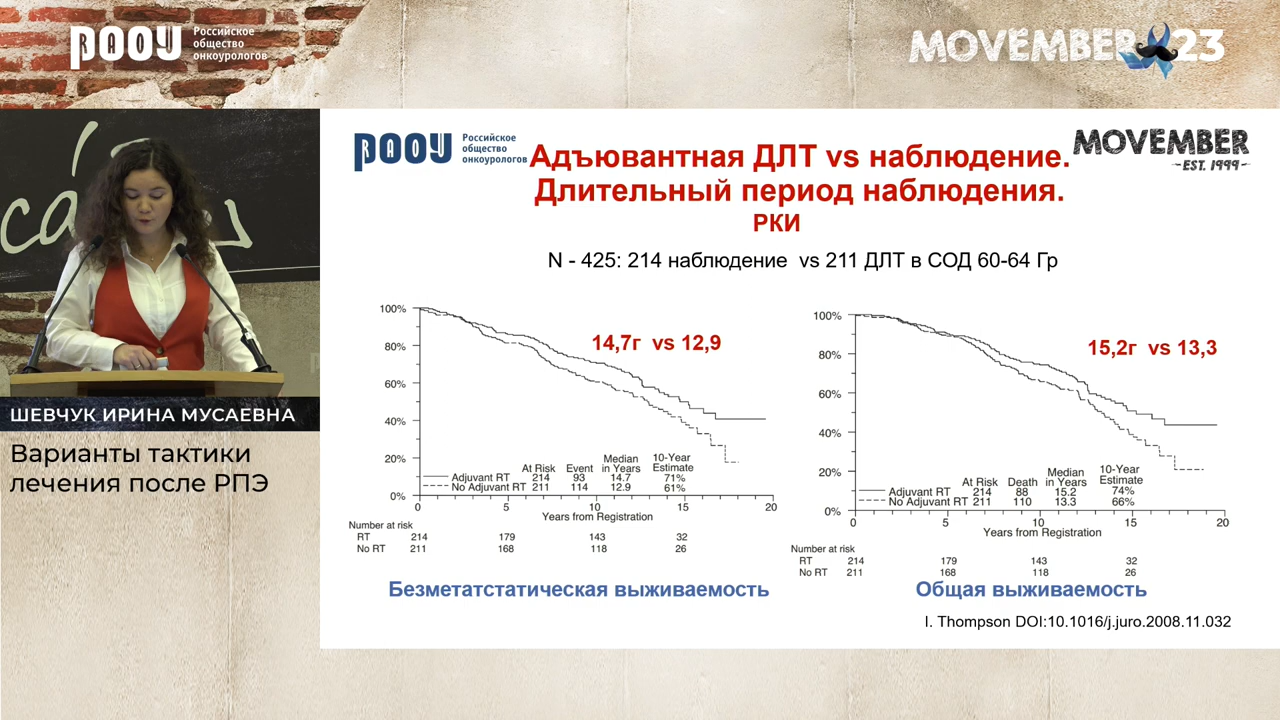 РООУ
Российское
общество
онкоурологов
MOVEMBER 23
ШЕВЧУК ИРИНА МУСАЕВНА
Варианты тактики
лечения после РПЭ
РООУ
Российское
общество
онкоурологов
MOVEMBER
EST. 1999
Адъювантная ДЛТ vs наблюдение.
Длительный период наблюдения.
РКИ
N - 425: 214 наблюдение vs 211 ДЛТ в СОД 60-64 Гр
100%
80%
60%
40%
20%
0%
14,7г vs 12,9
Median 10-Year
At Risk Event in Years Estimate
Adjuvant RT 214 93 14.7 71%
No Adjuvant RT 211 114 12.9 61%
0 5 10 15 20
Years from Registration
Number at risk
RT 214 179 143 32
No RT 211 168 118 26
Безметатстатическая выживаемость
100%
80%
60%
40%
20%
0%
15,2г vs 13,3
Median 10-Year
At Risk Death in Years Estimate
Adjuvant RT 214 88 15.2 74%
No Adjuvant RT 211 110 13.3 66%
0 5 10 15 20
Years from Registration
Number at risk
RT 214 179 143 32
No RT 211 168 118 26
Общая выживаемость
I. Thompson DOI:10.1016/j.juro.2008.11.032